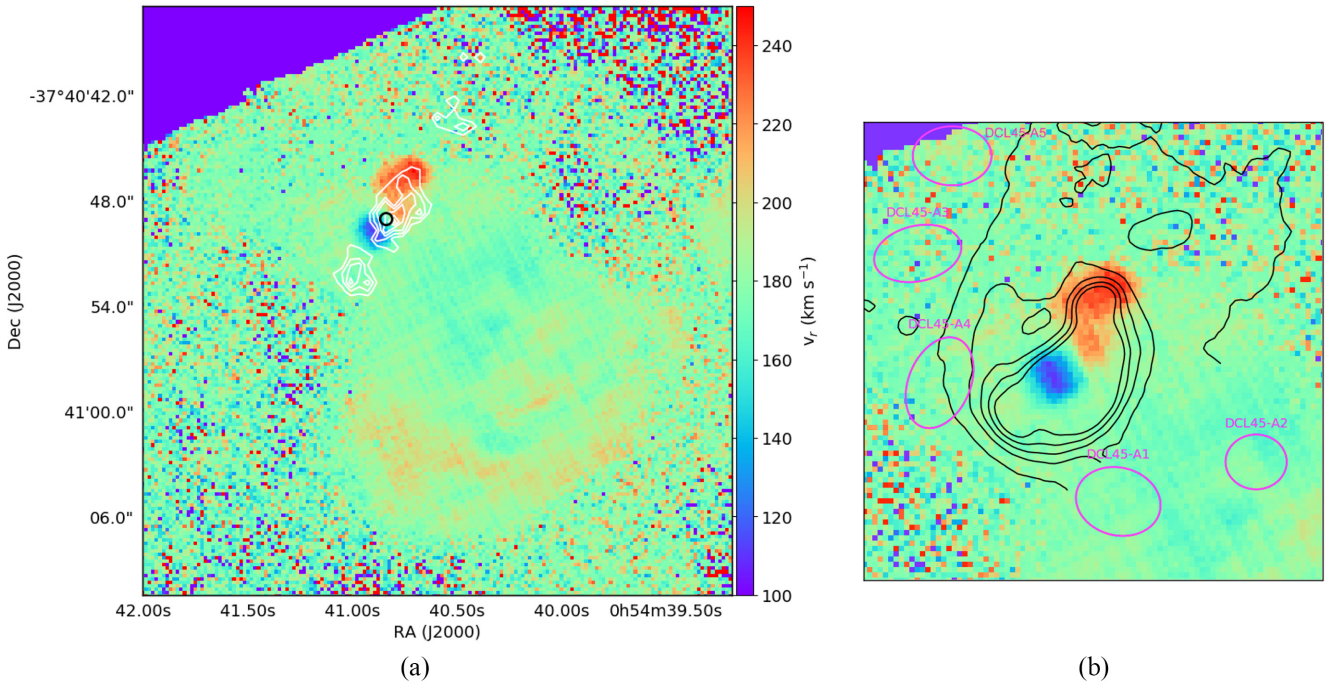 Dec (J2000)
-37°40'42.0"
48.0"
54.0"
41'00.0"
06.0"
42.00s 41.50s 41.00s 40.50s 40.00s 0h54m39.50s
RA (J2000)
240
220
200
180
160
140
120
100
v_r (km s⁻¹)
(a)
DCL45-A5
DCL45-A3
DCL45-A4
DCL45-A2
DCL45-A1
(b)